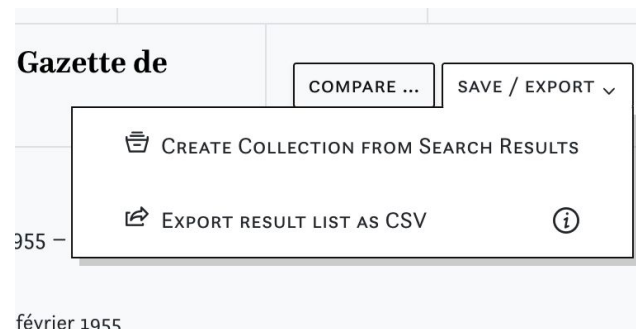 Gazette de
COMPARE ...
SAVE / EXPORT
CREATE COLLECTION FROM SEARCH RESULTS
EXPORT RESULT LIST AS CSV
955 –
février 1955